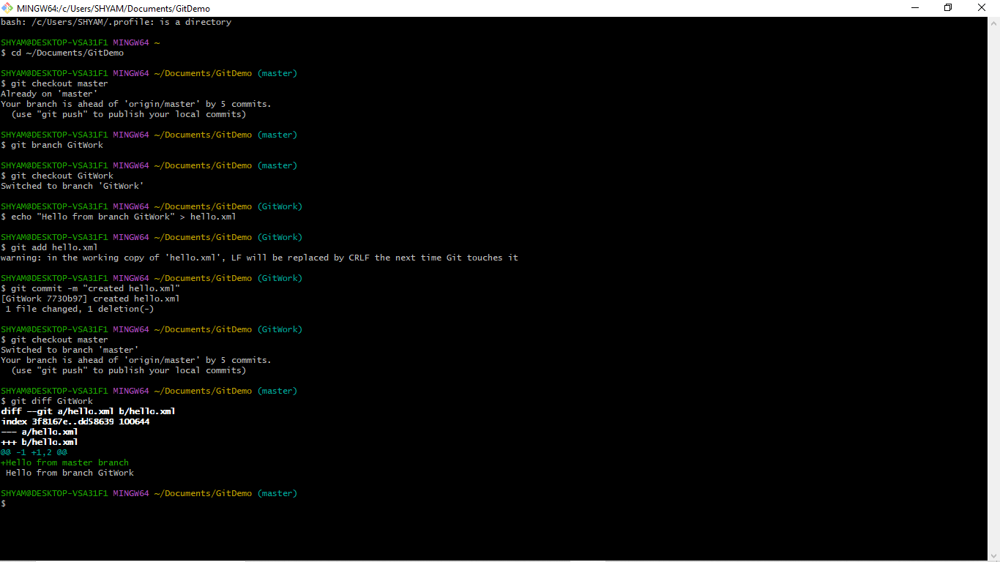 MINGW64:/c/Users/SHYAM/Documents/GitDemo
bash: /c/Users/SHYAM/.profile: is a directory
SHYAM@DESKTOP-VSA31F1 MINGW64 ~
$ cd ~/Documents/GitDemo
SHYAM@DESKTOP-VSA31F1 MINGW64 ~/Documents/GitDemo (master)
$ git checkout master
Already on 'master'
Your branch is ahead of 'origin/master' by 5 commits.
  (use "git push" to publish your local commits)
SHYAM@DESKTOP-VSA31F1 MINGW64 ~/Documents/GitDemo (master)
$ git branch GitWork
SHYAM@DESKTOP-VSA31F1 MINGW64 ~/Documents/GitDemo (master)
$ git checkout GitWork
Switched to branch 'GitWork'
SHYAM@DESKTOP-VSA31F1 MINGW64 ~/Documents/GitDemo (GitWork)
$ echo "Hello from branch GitWork" > hello.xml
SHYAM@DESKTOP-VSA31F1 MINGW64 ~/Documents/GitDemo (GitWork)
$ git add hello.xml
warning: in the working copy of 'hello.xml', LF will be replaced by CRLF the next time Git touches it
SHYAM@DESKTOP-VSA31F1 MINGW64 ~/Documents/GitDemo (GitWork)
$ git commit -m "created hello.xml"
[GitWork 7730b97] created hello.xml
 1 file changed, 1 deletion(-)
SHYAM@DESKTOP-VSA31F1 MINGW64 ~/Documents/GitDemo (GitWork)
$ git checkout master
Switched to branch 'master'
Your branch is ahead of 'origin/master' by 5 commits.
  (use "git push" to publish your local commits)
SHYAM@DESKTOP-VSA31F1 MINGW64 ~/Documents/GitDemo (master)
$ git diff GitWork
diff --git a/hello.xml b/hello.xml
index 3f8167e..dd58639 100644
--- a/hello.xml
+++ b/hello.xml
@@ -1 +1,2 @@
+Hello from master branch
 Hello from branch GitWork
SHYAM@DESKTOP-VSA31F1 MINGW64 ~/Documents/GitDemo (master)
$